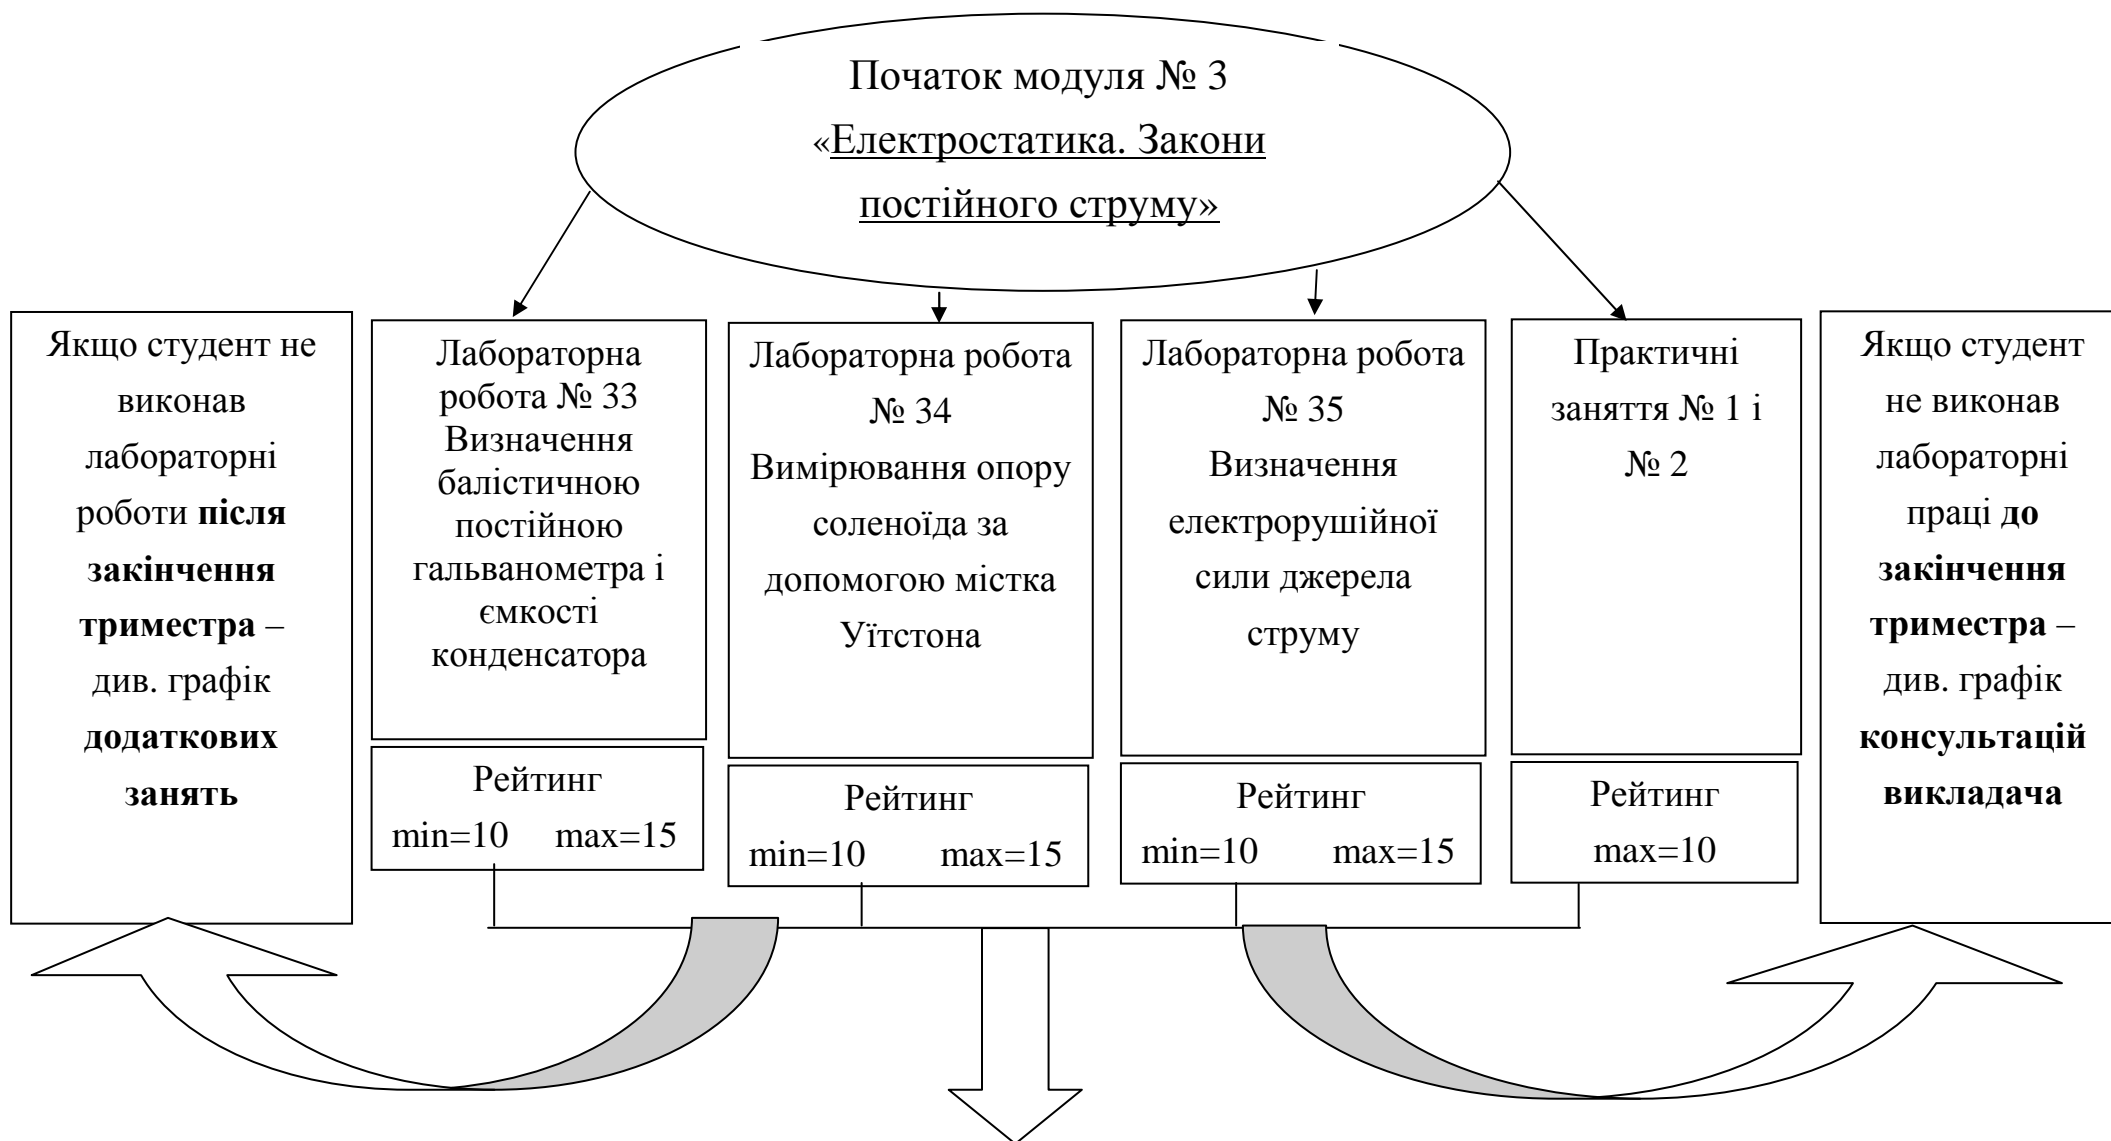 Початок модуля № 3
«Електростатика. Закони
постійного струму»
Якщо студент не
виконав
лабораторні
роботи після
закінчення
триместра –
див. графік
додаткових
занять
Лабораторна
робота № 33
Визначення
балістичною
постійною
гальванометра і
ємкості
конденсатора
Рейтинг
min=10 max=15
Лабораторна робота
№ 34
Вимірювання опору
соленоїда за
допомогою містка
Уїтстона
Рейтинг
min=10 max=15
Лабораторна робота
№ 35
Визначення
електрорушійної
сили джерела
струму
Рейтинг
min=10 max=15
Практичні
заняття № 1 і
№ 2
Рейтинг
max=10
Якщо студент
не виконав
лабораторні
праці до
закінчення
триместра –
див. графік
консультацій
викладача